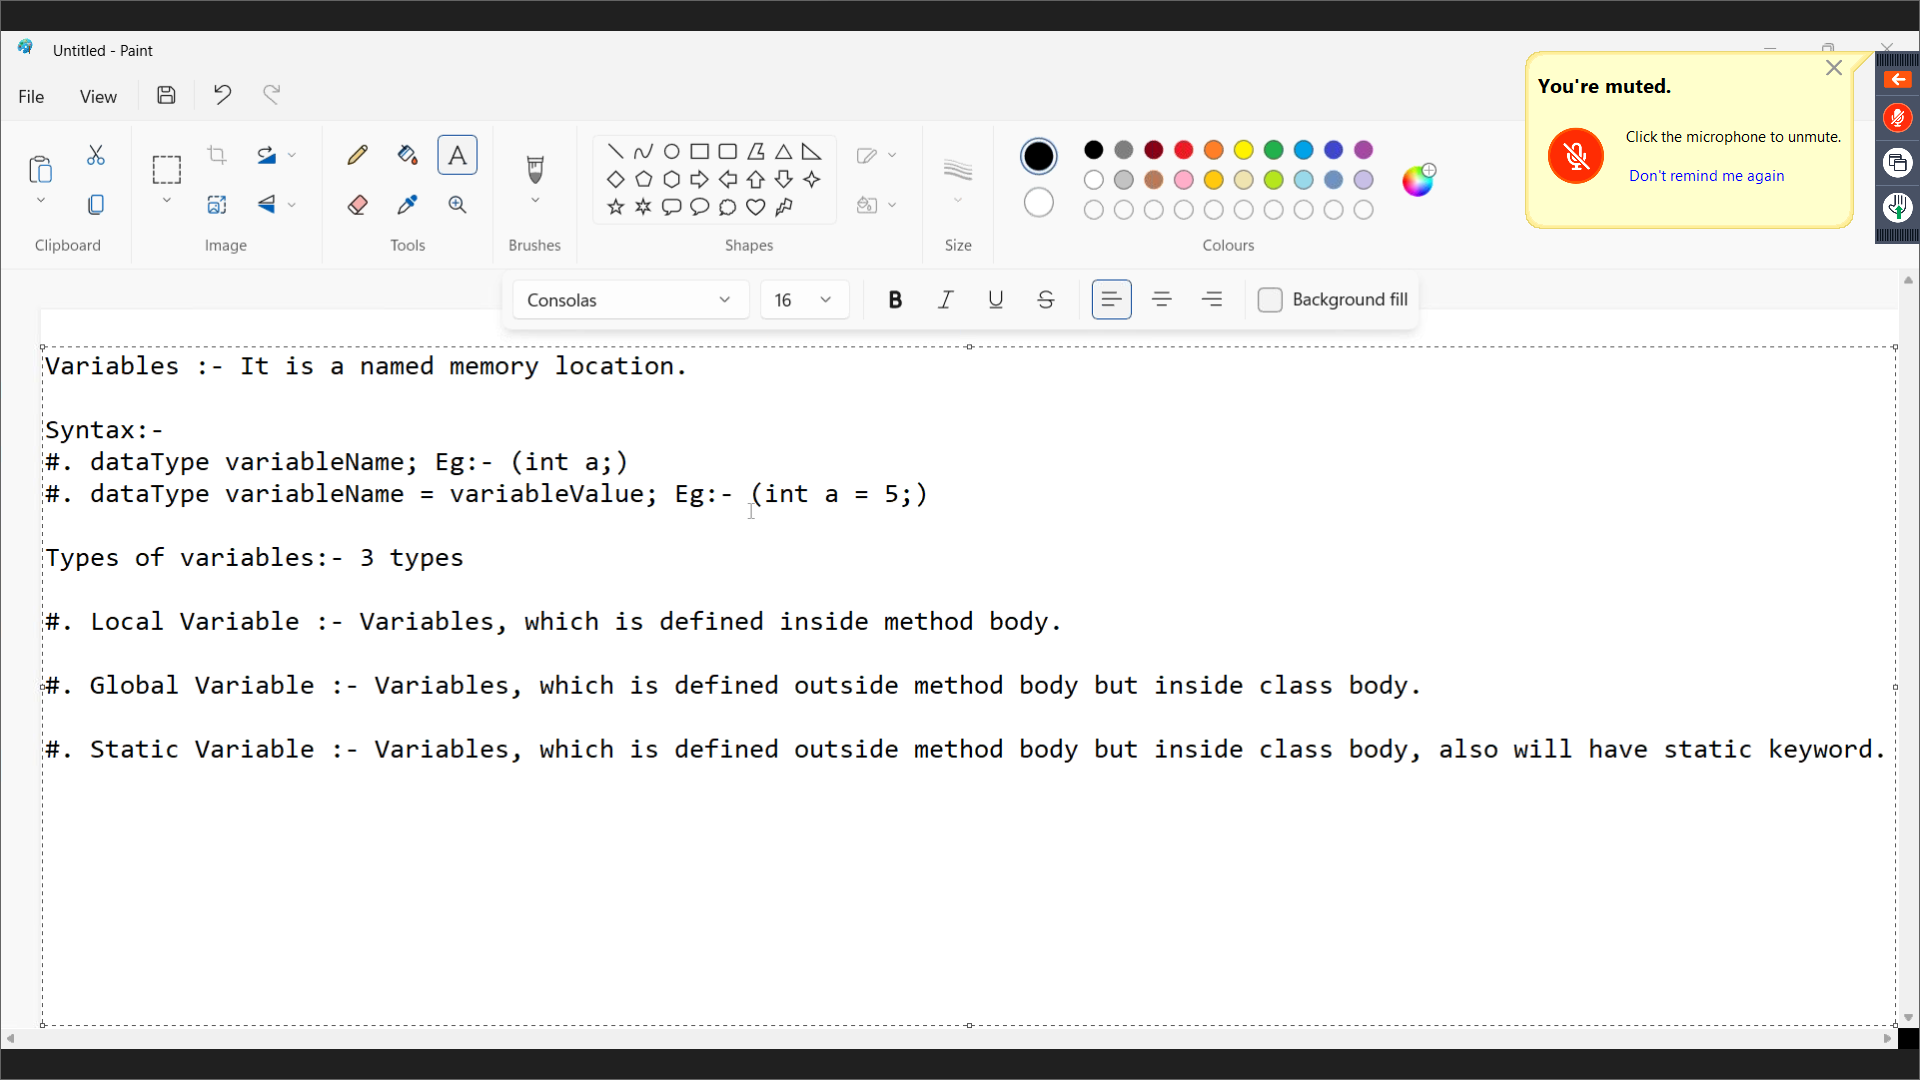 Untitled - Paint
File
View
Clipboard
Image
Tools
Brushes
Shapes
Size
Colours
You're muted.
Click the microphone to unmute.
Don't remind me again
Consolas
16
B
I
U
S
Background fill
Variables :- It is a named memory location.
Syntax:-
#. dataType variableName; Eg:- (int a;)
#. dataType variableName = variableValue; Eg:- (int a = 5;)
Types of variables:- 3 types
#. Local Variable :- Variables, which is defined inside method body.
#. Global Variable :- Variables, which is defined outside method body but inside class body.
#. Static Variable :- Variables, which is defined outside method body but inside class body, also will have static keyword.